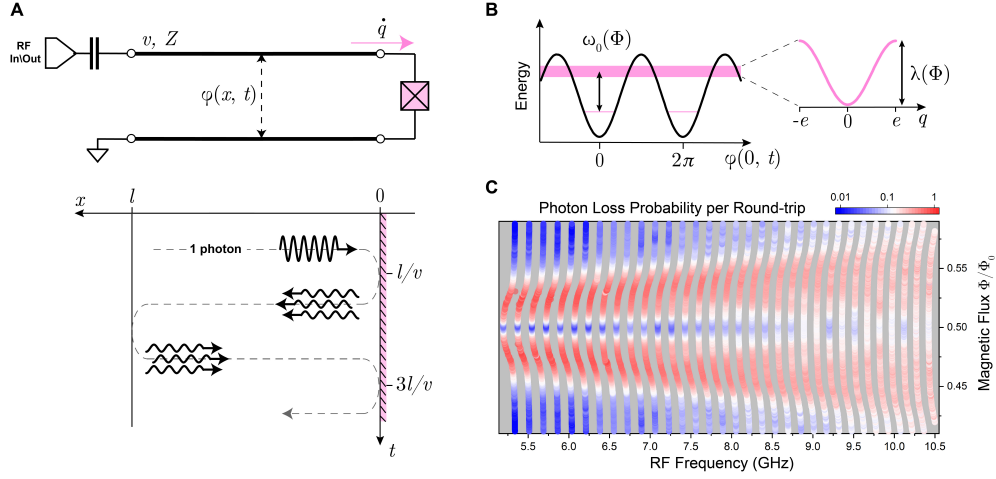 A
RF
In\Out
v, Z
q̇
φ(x, t)
x
l
0
1 photon
l/v
3l/v
t
B
Energy
ω₀(Φ)
0
2π
φ(0, t)
λ(Φ)
-e
0
e
q
C
Photon Loss Probability per Round-trip
0.01
0.1
1
0.55
0.50
0.45
Magnetic Flux Φ/Φ₀
5.5
6.0
6.5
7.0
7.5
8.0
8.5
9.0
9.5
10.0
10.5
RF Frequency (GHz)